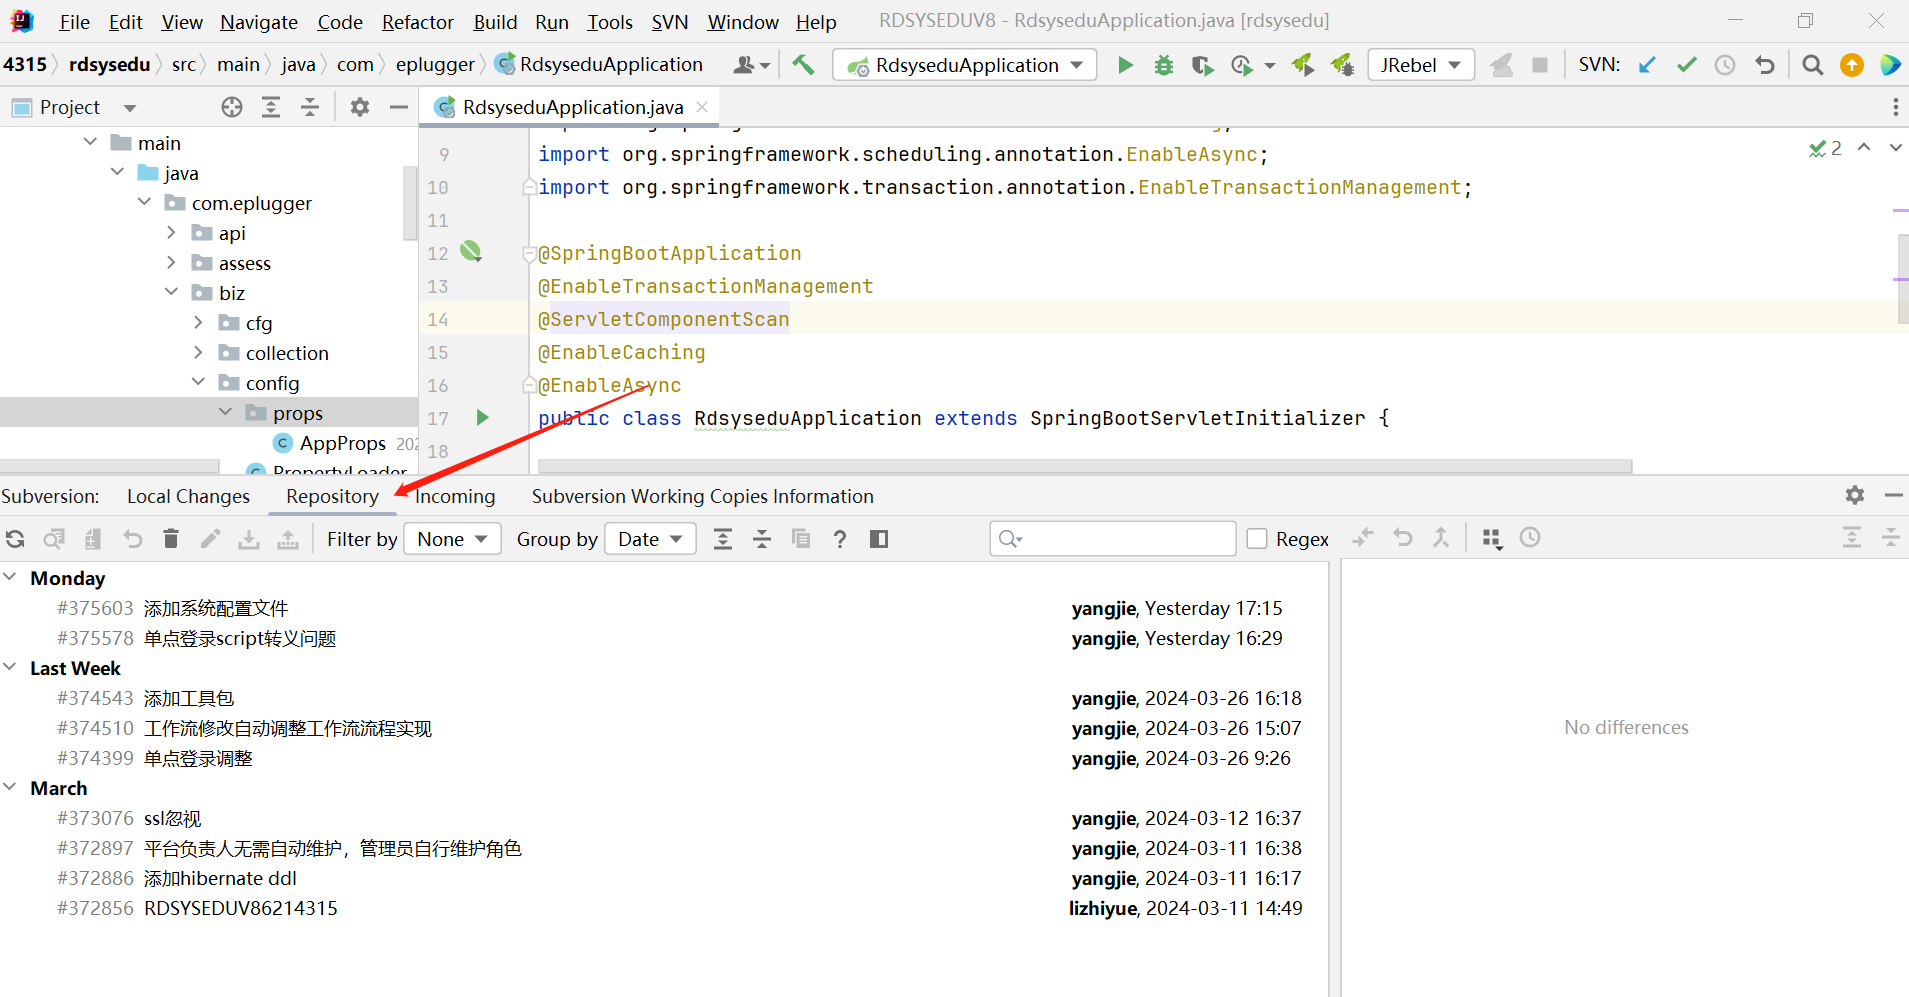 File Edit View Navigate Code Refactor Build Run Tools SVN Window Help RDSYSEDUV8 - RdsyseduApplication.java [rdsysedu]
4315 rdsysedu src main java com eplugger RdsyseduApplication RdsyseduApplication JRebel SVN:
Project RdsyseduApplication.java
main
java
com.eplugger
api
assess
biz
cfg
collection
config
props
AppProps 202
PropertyLoader
9 import org.springframework.scheduling.annotation.EnableAsync;
10 import org.springframework.transaction.annotation.EnableTransactionManagement;
11
12 @SpringBootApplication
13 @EnableTransactionManagement
14 @ServletComponentScan
15 @EnableCaching
16 @EnableAsync
17 public class RdsyseduApplication extends SpringBootServletInitializer {
18
2
Subversion: Local Changes Repository Incoming Subversion Working Copies Information
Filter by None Group by Date ? Regex
Monday
#375603 添加系统配置文件 yangjie, Yesterday 17:15
#375578 单点登录script转义问题 yangjie, Yesterday 16:29
Last Week
#374543 添加工具包 yangjie, 2024-03-26 16:18
#374510 工作流修改自动调整工作流流程实现 yangjie, 2024-03-26 15:07
#374399 单点登录调整 yangjie, 2024-03-26 9:26
March
#373076 ssl忽视 yangjie, 2024-03-12 16:37
#372897 平台负责人无需自动维护，管理员自行维护角色 yangjie, 2024-03-11 16:38
#372886 添加hibernate ddl yangjie, 2024-03-11 16:17
#372856 RDSYSEDUV86214315 lizhiyue, 2024-03-11 14:49
No differences